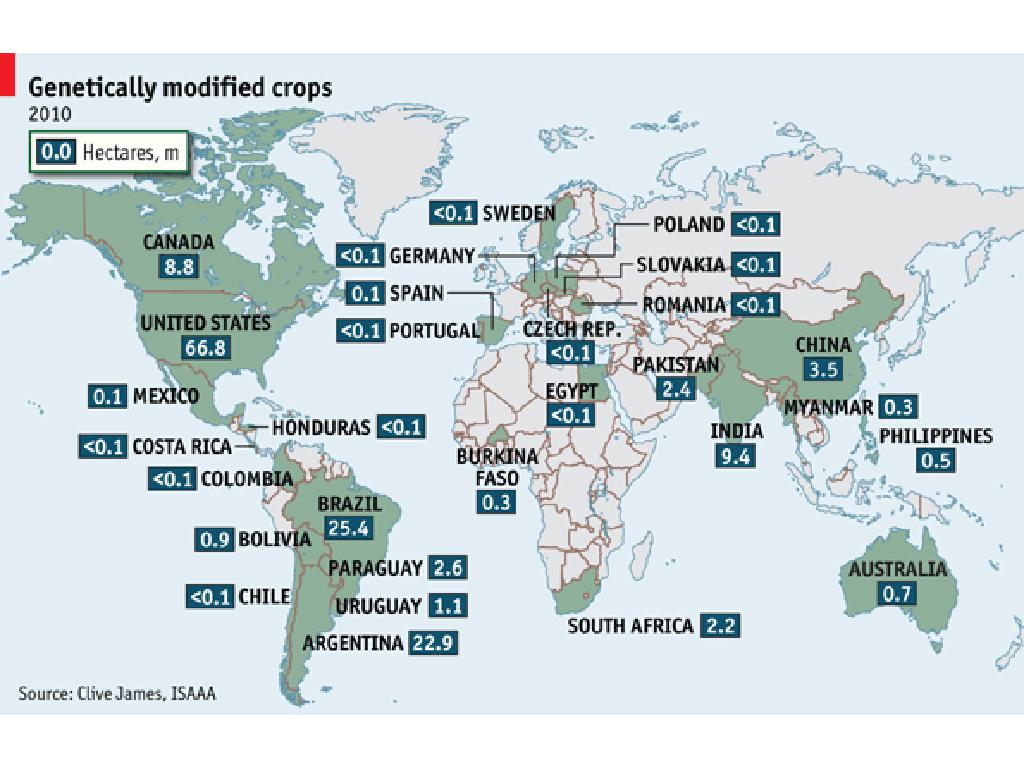 Genetically modified crops
2010
0.0 Hectares, m
<0.1 SWEDEN
POLAND <0.1
CANADA
8.8
<0.1 GERMANY
SLOVAKIA <0.1
0.1 SPAIN
ROMANIA <0.1
UNITED STATES
66.8
<0.1 PORTUGAL
CZECH REP.
<0.1
CHINA
3.5
PAKISTAN
2.4
0.1 MEXICO
EGYPT
<0.1
MYANMAR 0.3
HONDURAS <0.1
INDIA
9.4
PHILIPPINES
0.5
<0.1 COSTA RICA
BURKINA
FASO
0.3
<0.1 COLOMBIA
BRAZIL
25.4
0.9 BOLIVIA
PARAGUAY 2.6
AUSTRALIA
0.7
<0.1 CHILE
URUGUAY 1.1
SOUTH AFRICA 2.2
ARGENTINA 22.9
Source: Clive James, ISAAA